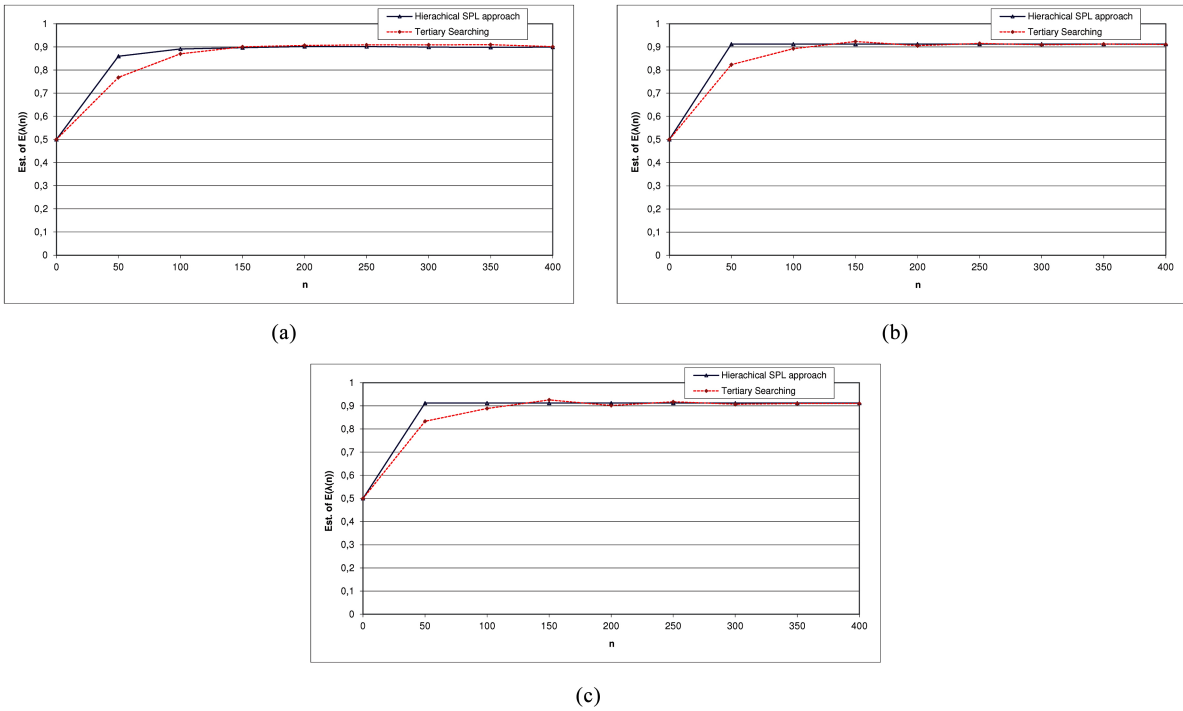 Hierachical SPL approach
Tertiary Searching
1
0,9
0,8
0,7
0,6
0,5
0,4
0,3
0,2
0,1
0
Est. of E(λ(n))
0 50 100 150 200 250 300 350 400
n
(a)
Hierachical SPL approach
Tertiary Searching
1
0,9
0,8
0,7
0,6
0,5
0,4
0,3
0,2
0,1
0
Est. of E(λ(n))
0 50 100 150 200 250 300 350 400
n
(b)
Hierachical SPL approach
Tertiary Searching
1
0,9
0,8
0,7
0,6
0,5
0,4
0,3
0,2
0,1
0
Est. of E(λ(n))
0 50 100 150 200 250 300 350 400
n
(c)